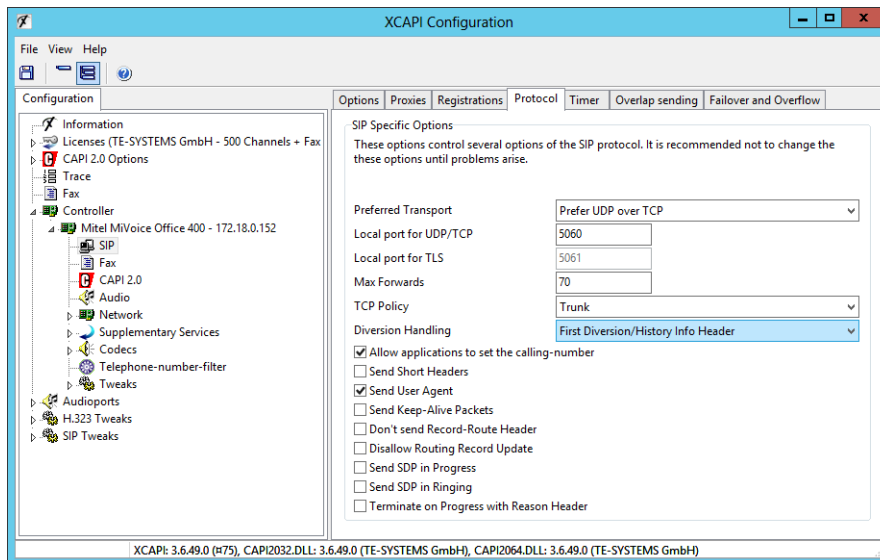 XCAPI Configuration
File View Help
Configuration
Information
Licenses (TE-SYSTEMS GmbH - 500 Channels + Fax
CAPI 2.0 Options
Trace
Fax
Controller
Mitel MiVoice Office 400 - 172.18.0.152
SIP
Fax
CAPI 2.0
Audio
Network
Supplementary Services
Codecs
Telephone-number-filter
Tweaks
Audioports
H.323 Tweaks
SIP Tweaks
Options Proxies Registrations Protocol Timer Overlap sending Failover and Overflow
SIP Specific Options
These options control several options of the SIP protocol. It is recommended not to change the
these options until problems arise.
Preferred Transport Prefer UDP over TCP
Local port for UDP/TCP 5060
Local port for TLS 5061
Max Forwards 70
TCP Policy Trunk
Diversion Handling First Diversion/History Info Header
Allow applications to set the calling-number
Send Short Headers
Send User Agent
Send Keep-Alive Packets
Don't send Record-Route Header
Disallow Routing Record Update
Send SDP in Progress
Send SDP in Ringing
Terminate on Progress with Reason Header
XCAPI: 3.6.49.0 (¤75), CAPI2032.DLL: 3.6.49.0 (TE-SYSTEMS GmbH), CAPI2064.DLL: 3.6.49.0 (TE-SYSTEMS GmbH)